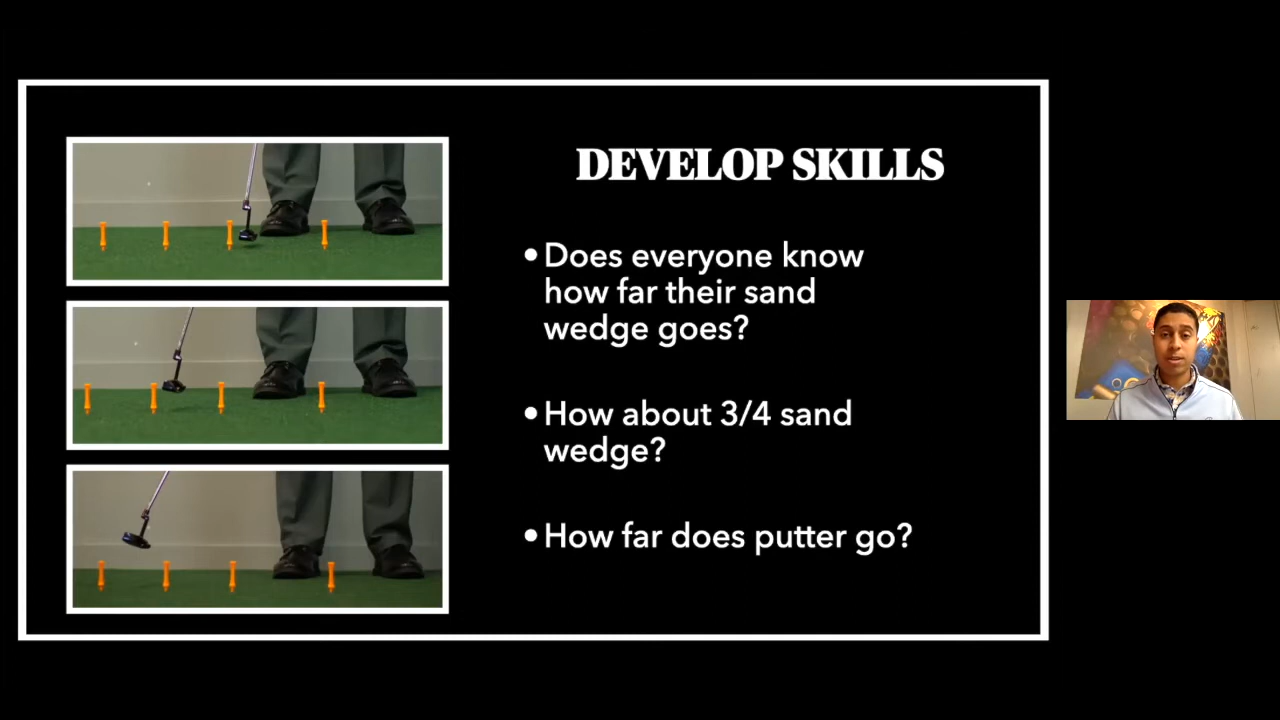 DEVELOP SKILLS
•Does everyone know
how far their sand
wedge goes?
•How about 3/4 sand
wedge?
•How far does putter go?